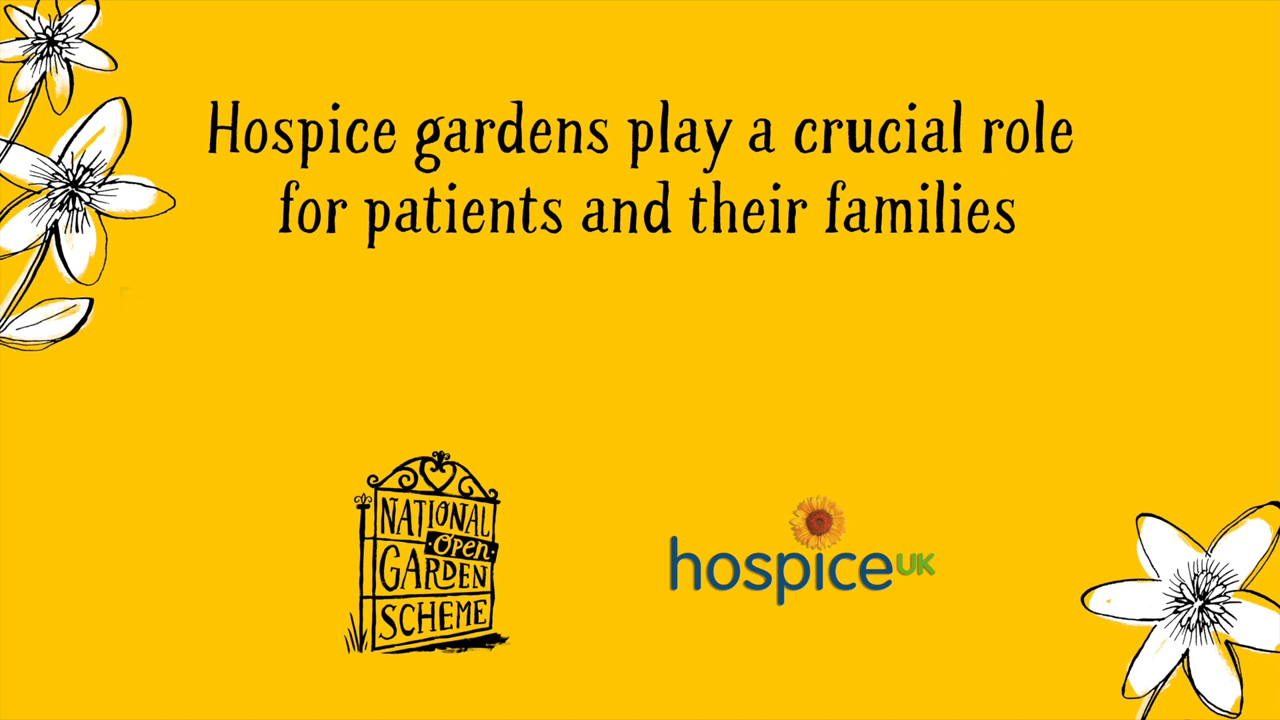 Hospice gardens play a crucial role
for patients and their families
NATIONAL
·Open·
GARDEN
SCHEME
hospiceUK